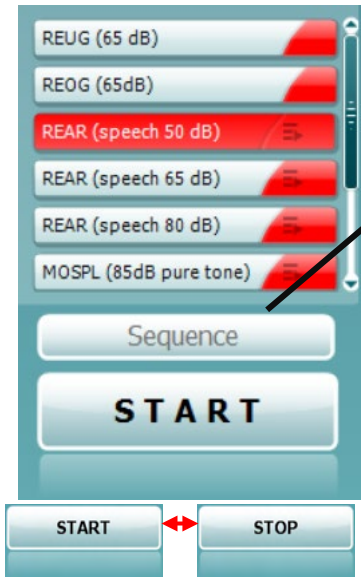 REUG (65 dB)
REOG (65dB)
REAR (speech 50 dB)
REAR (speech 65 dB)
REAR (speech 80 dB)
MOSPL (85dB pure tone)
Sequence
START
START
STOP